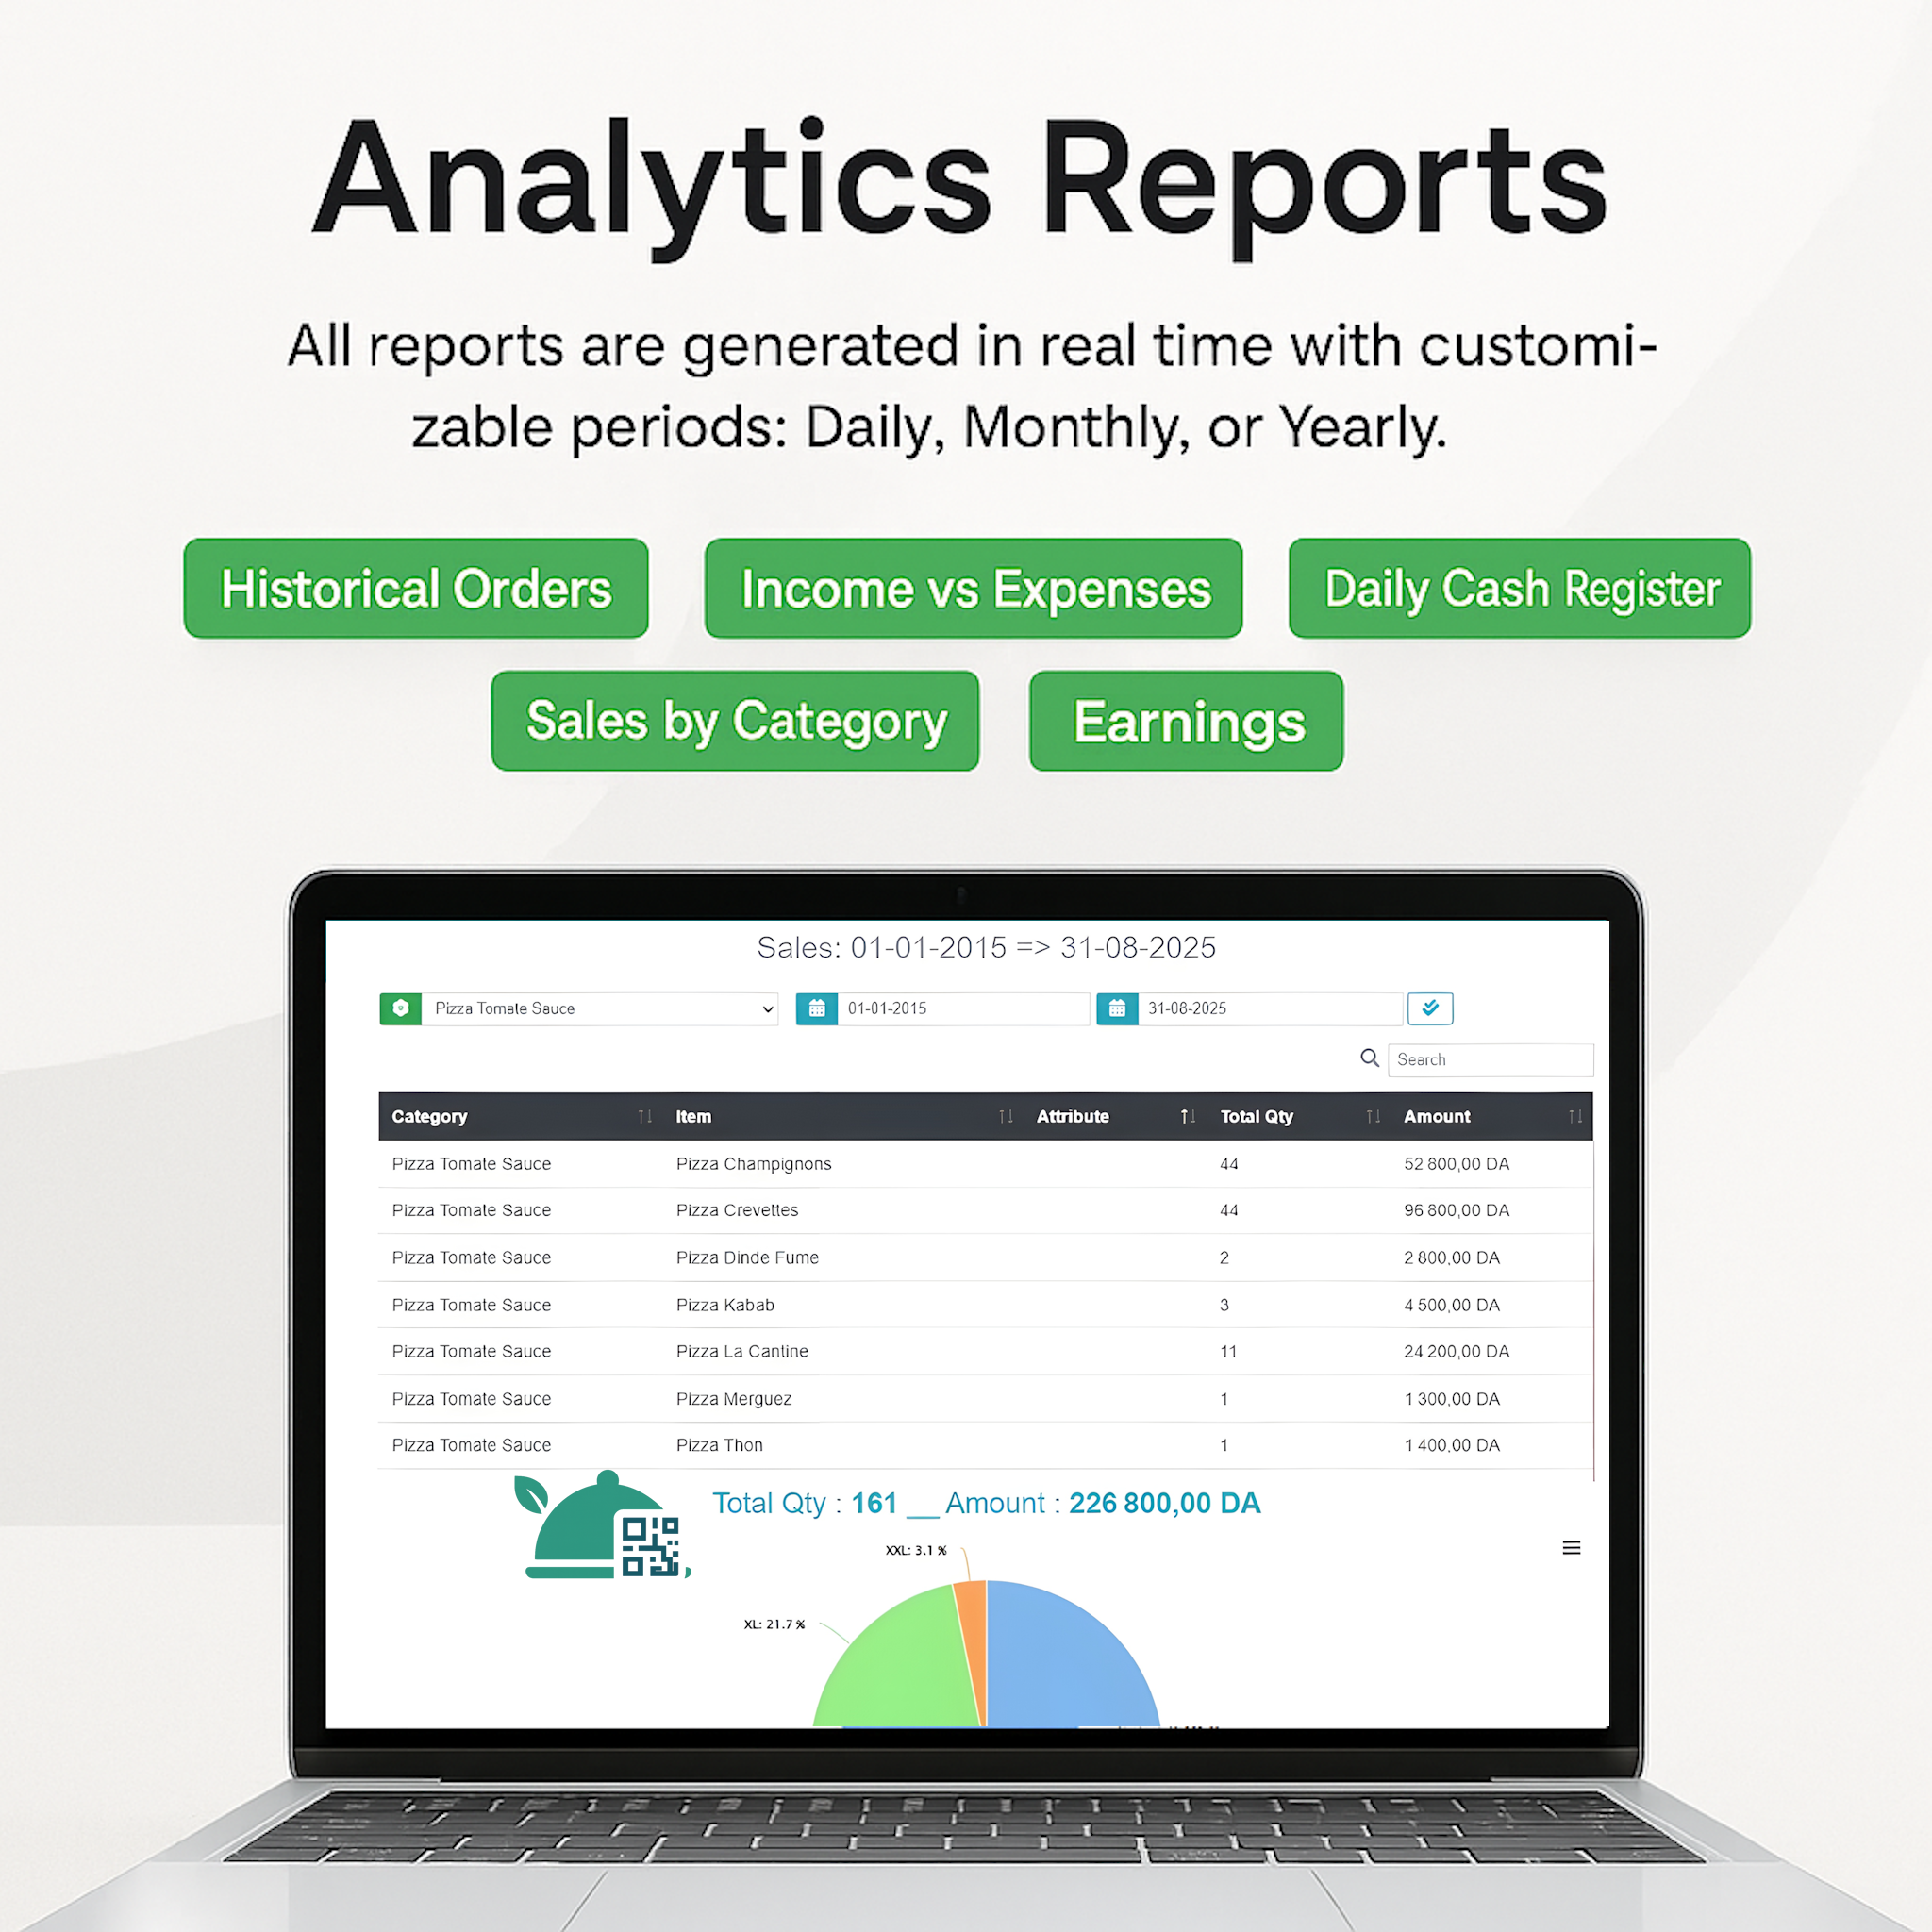 Analytics Reports
All reports are generated in real time with customi-
zable periods: Daily, Monthly, or Yearly.
Historical Orders Income vs Expenses Daily Cash Register
Sales by Category Earnings
Sales: 01-01-2015 => 31-08-2025
Pizza Tomate Sauce 01-01-2015 31-08-2025
Search
Category Item Attribute Total Qty Amount
Pizza Tomate Sauce Pizza Champignons 44 52 800,00 DA
Pizza Tomate Sauce Pizza Crevettes 44 96 800,00 DA
Pizza Tomate Sauce Pizza Dinde Fume 2 2 800,00 DA
Pizza Tomate Sauce Pizza Kabab 3 4 500,00 DA
Pizza Tomate Sauce Pizza La Cantine 11 24 200,00 DA
Pizza Tomate Sauce Pizza Merguez 1 1 300,00 DA
Pizza Tomate Sauce Pizza Thon 1 1 400,00 DA
Total Qty : 161 __ Amount : 226 800,00 DA
XXL: 3.1 %
XL: 21.7 %